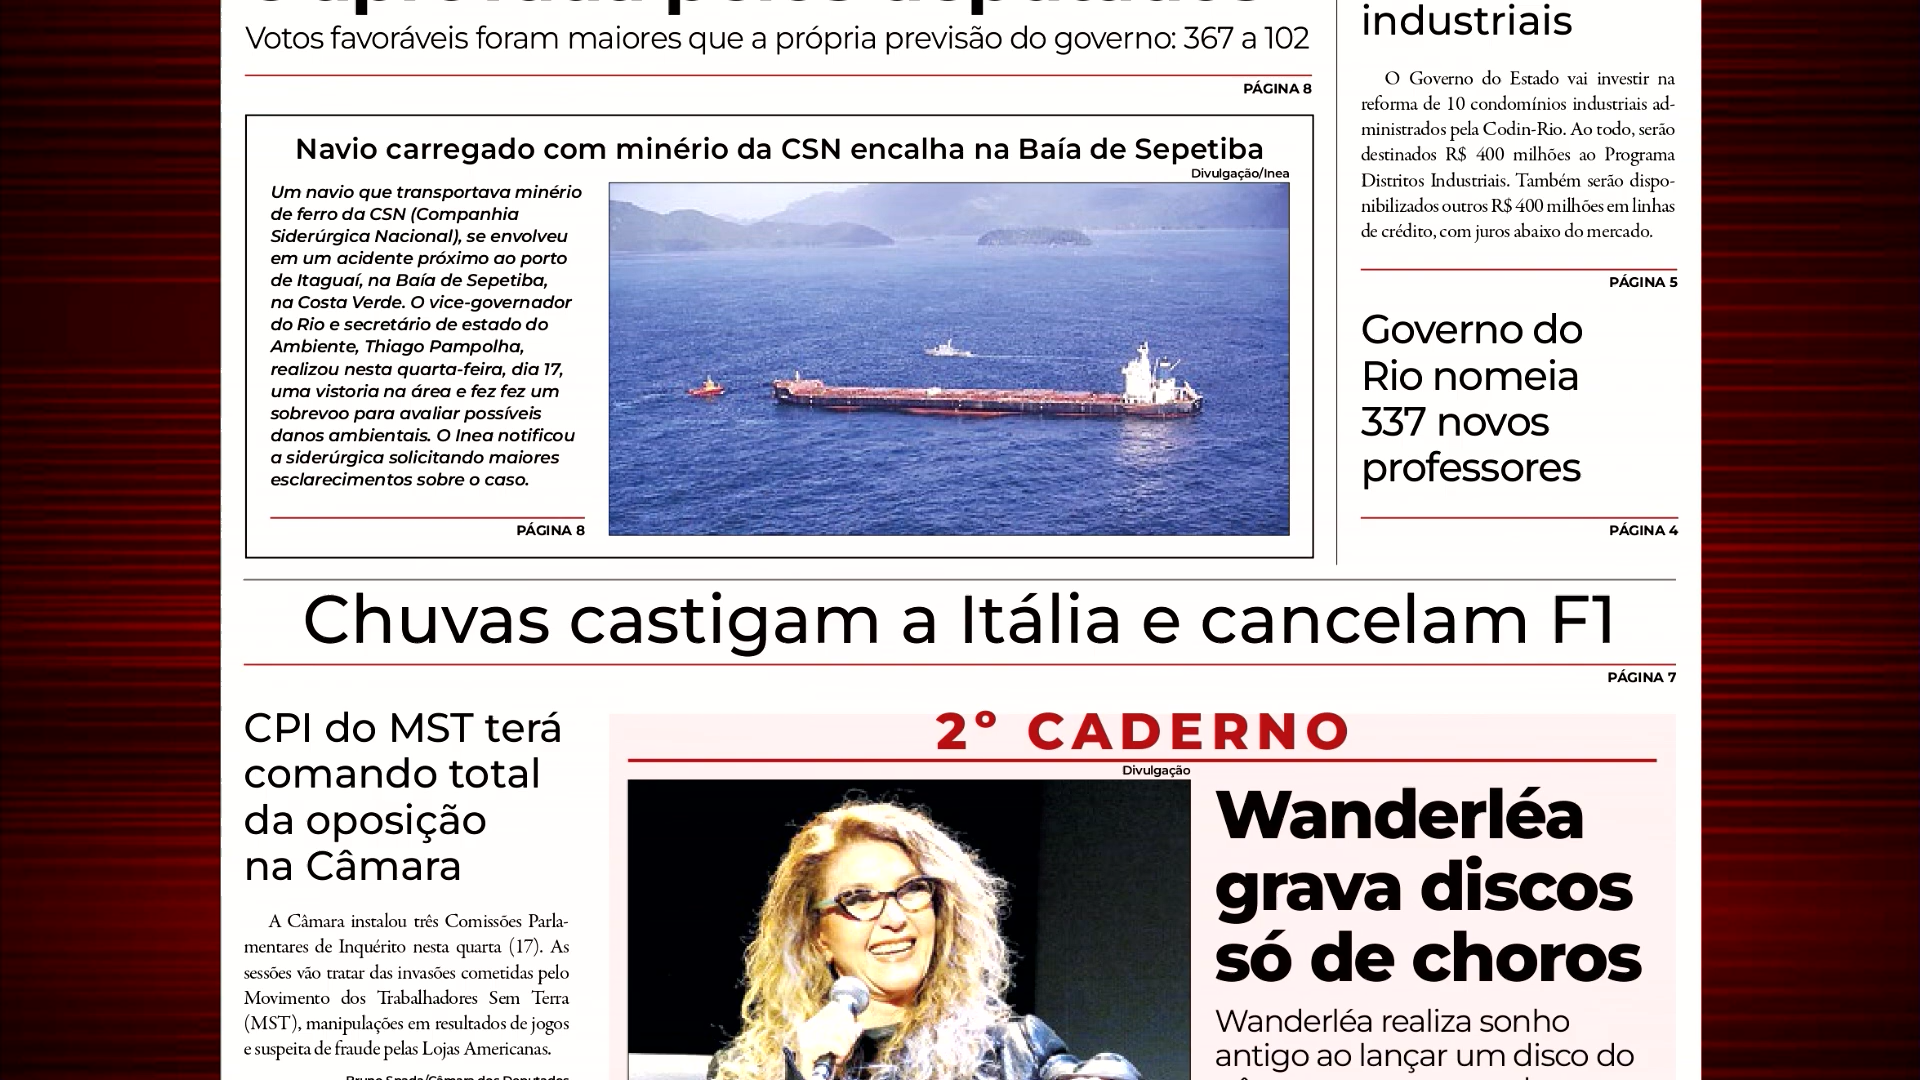 Votos favoráveis foram maiores que a própria previsão do governo: 367 a 102
PÁGINA 8
Navio carregado com minério da CSN encalha na Baía de Sepetiba
Divulgação/Inea
Um navio que transportava minério
de ferro da CSN (Companhia
Siderúrgica Nacional), se envolveu
em um acidente próximo ao porto
de Itaguaí, na Baía de Sepetiba,
na Costa Verde. O vice-governador
do Rio e secretário de estado do
Ambiente, Thiago Pampolha,
realizou nesta quarta-feira, dia 17,
uma vistoria na área e fez fez um
sobrevoo para avaliar possíveis
danos ambientais. O Inea notificou
a siderúrgica solicitando maiores
esclarecimentos sobre o caso.
PÁGINA 8
industriais
O Governo do Estado vai investir na
reforma de 10 condomínios industriais ad-
ministrados pela Codin-Rio. Ao todo, serão
destinados R$ 400 milhões ao Programa
Distritos Industriais. Também serão dispo-
nibilizados outros R$ 400 milhões em linhas
de crédito, com juros abaixo do mercado.
PÁGINA 5
Governo do
Rio nomeia
337 novos
professores
PÁGINA 4
Chuvas castigam a Itália e cancelam F1
PÁGINA 7
CPI do MST terá
comando total
da oposição
na Câmara
A Câmara instalou três Comissões Parla-
mentares de Inquérito nesta quarta (17). As
sessões vão tratar das invasões cometidas pelo
Movimento dos Trabalhadores Sem Terra
(MST), manipulações em resultados de jogos
e suspeita de fraude pelas Lojas Americanas.
Bruno Spada/Câmara dos Deputados
2º CADERNO
Divulgação
Wanderléa
grava discos
só de choros
Wanderléa realiza sonho
antigo ao lançar um disco do